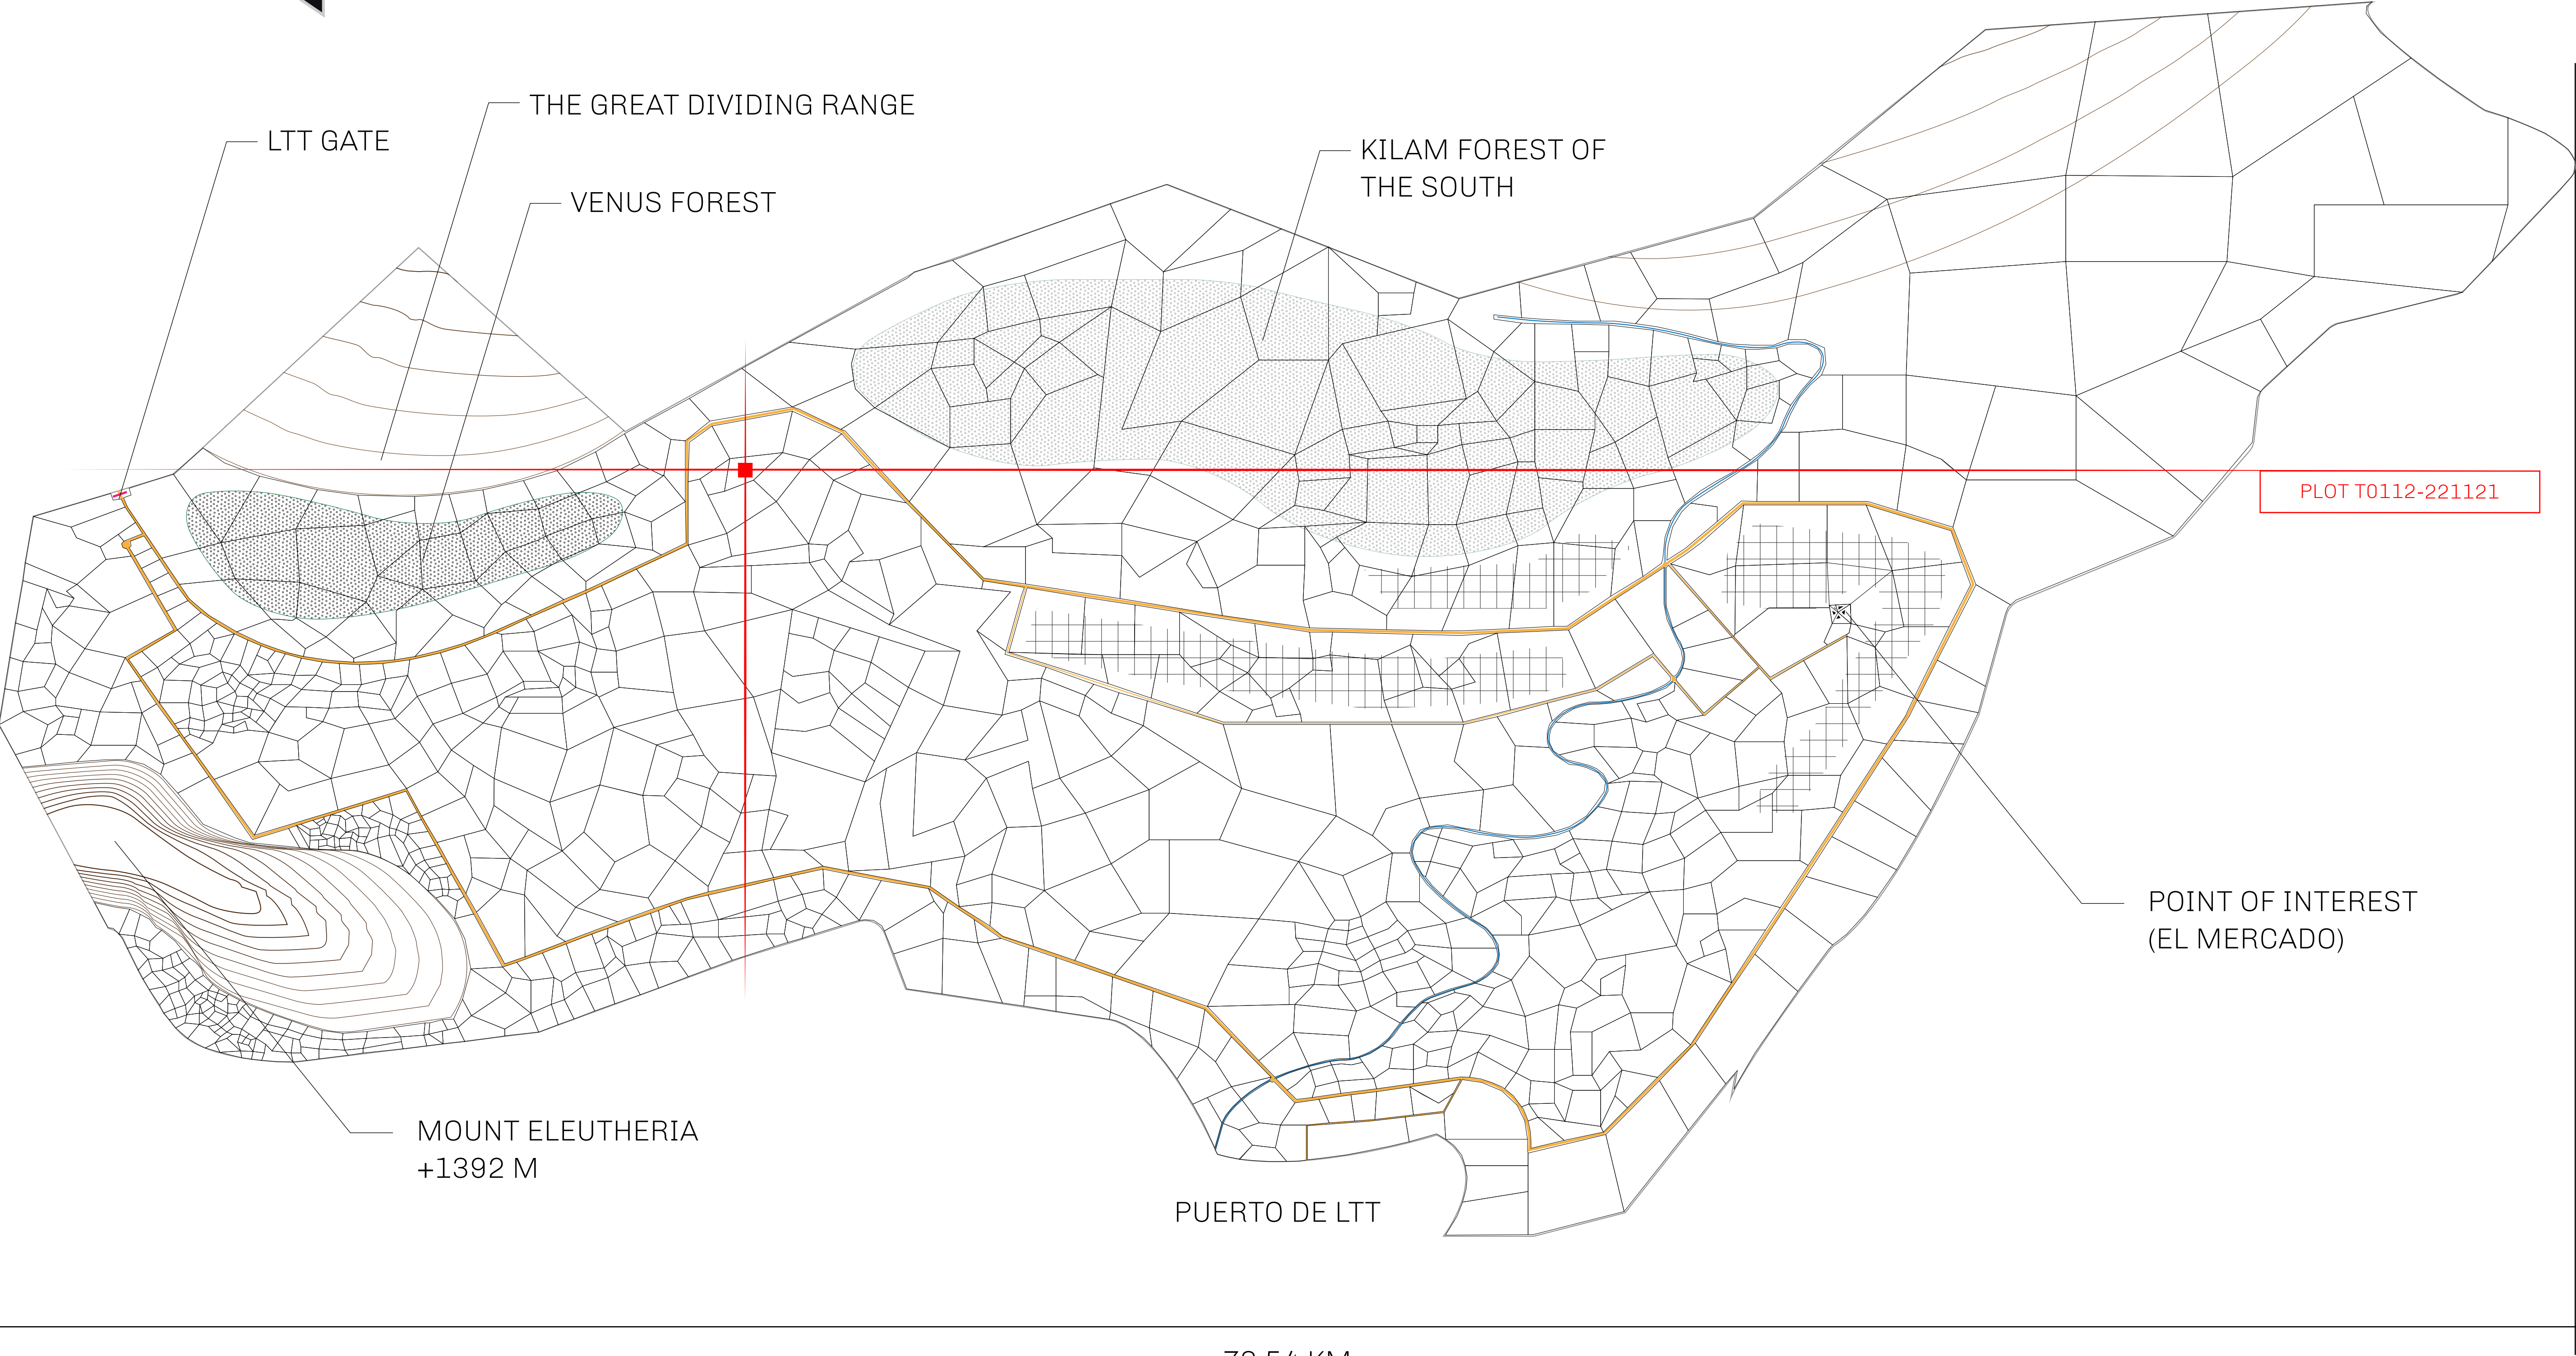 THE GREAT DIVIDING RANGE
LTT GATE
KILAM FOREST OF
THE SOUTH
VENUS FOREST
PLOT T0112-221121
POINT OF INTEREST
(EL MERCADO)
MOUNT ELEUTHERIA
+1392 M
PUERTO DE LTT
KM